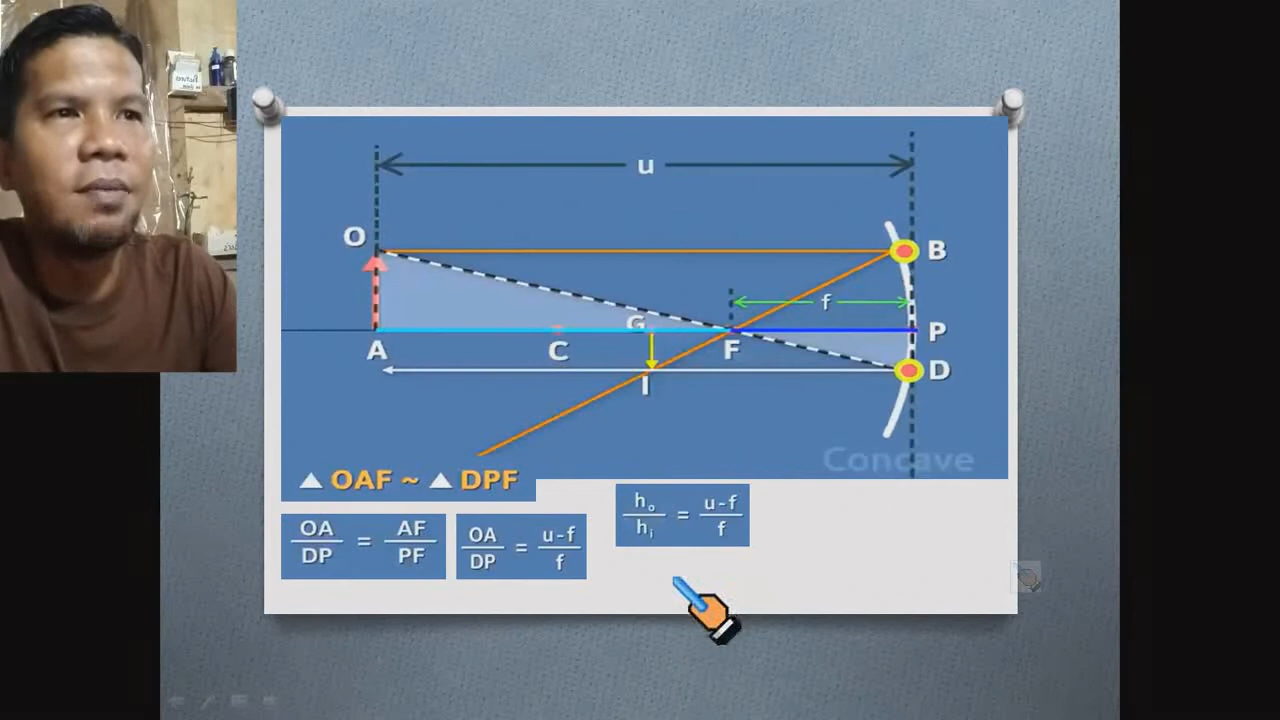 u
O
B
f
G
P
A
C
F
D
I
Concave
△ OAF ~ △ DPF
OA/DP = AF/PF
OA/DP = u-f/f
hₒ/hᵢ = u-f/f